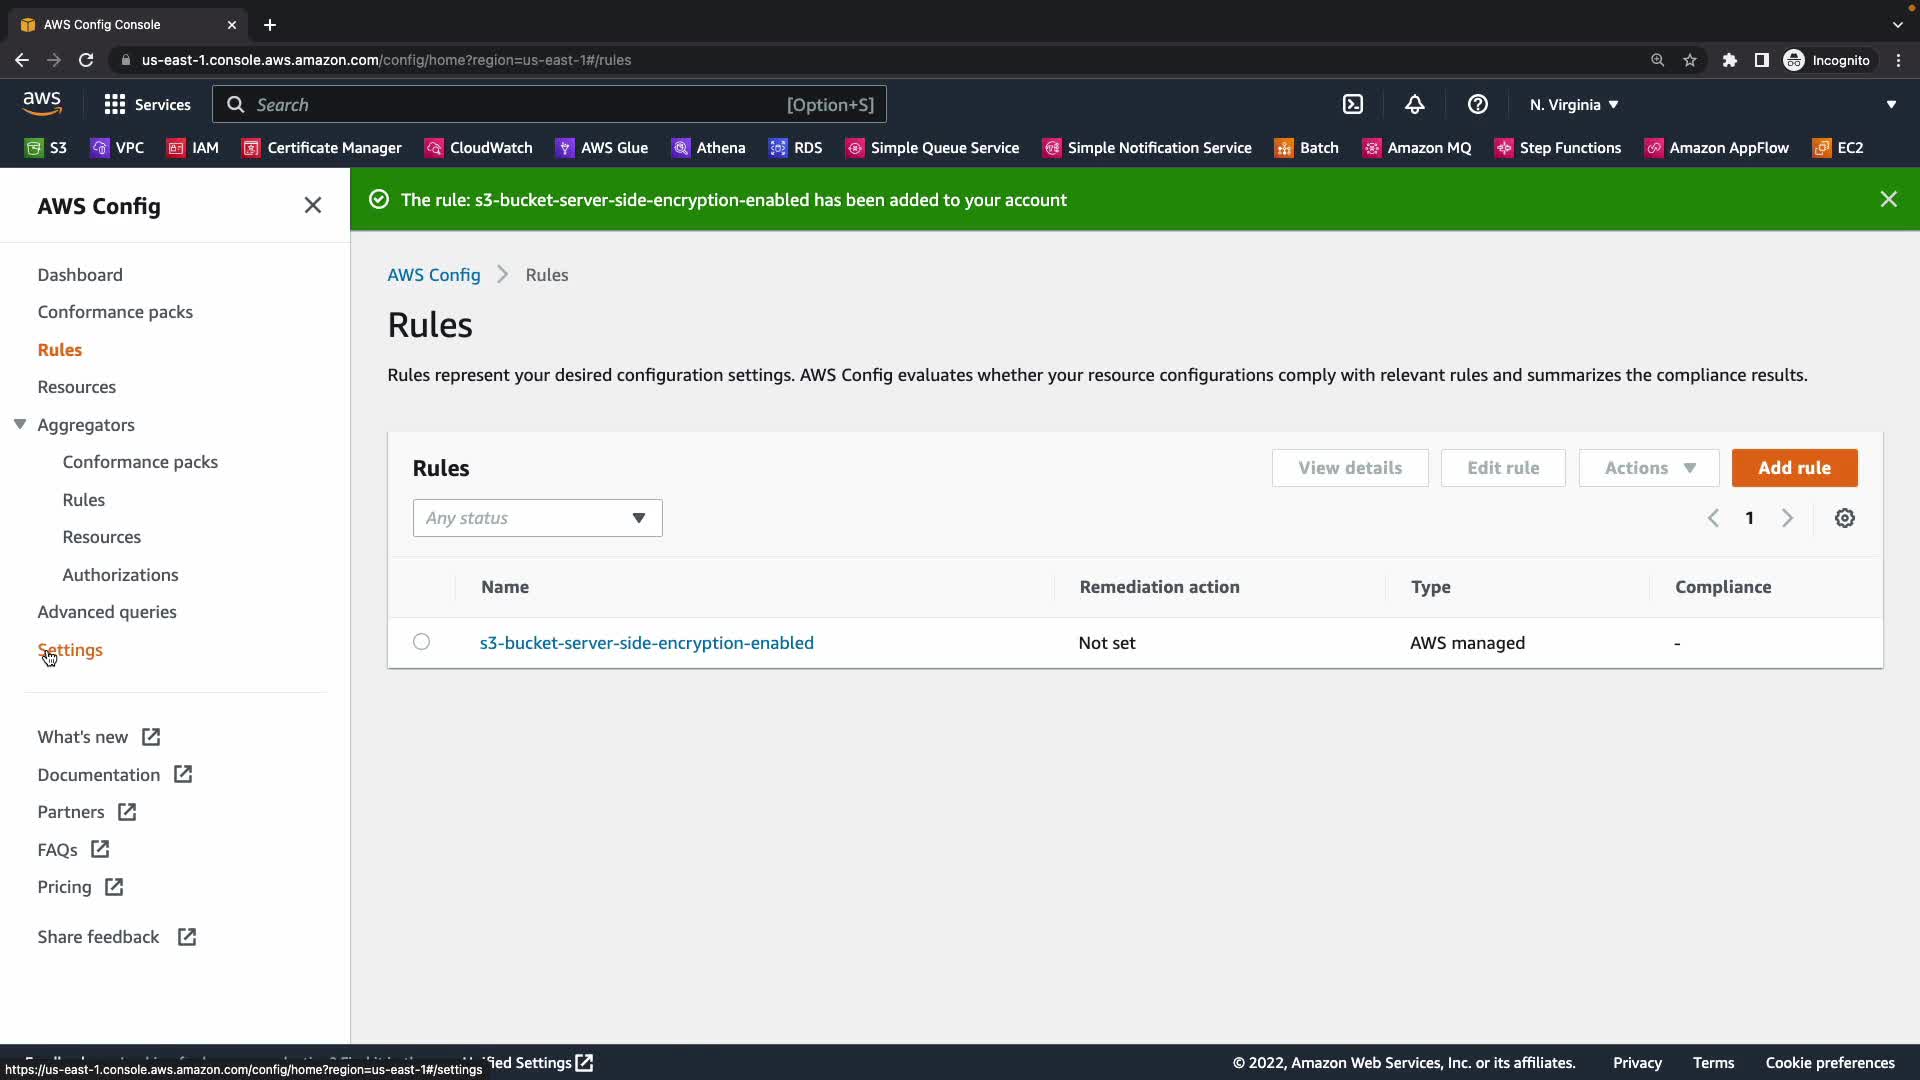 AWS Config Console
us-east-1.console.aws.amazon.com/config/home?region=us-east-1#/rules
Incognito
aws
Services
Search
[Option+S]
N. Virginia
S3
VPC
IAM
Certificate Manager
CloudWatch
AWS Glue
Athena
RDS
Simple Queue Service
Simple Notification Service
Batch
Amazon MQ
Step Functions
Amazon AppFlow
EC2
AWS Config
Dashboard
Conformance packs
Rules
Resources
Aggregators
Conformance packs
Rules
Resources
Authorizations
Advanced queries
Settings
What's new
Documentation
Partners
FAQs
Pricing
Share feedback
The rule: s3-bucket-server-side-encryption-enabled has been added to your account
AWS Config
Rules
Rules
Rules represent your desired configuration settings. AWS Config evaluates whether your resource configurations comply with relevant rules and summarizes the compliance results.
Rules
View details
Edit rule
Actions
Add rule
Any status
1
Name
Remediation action
Type
Compliance
s3-bucket-server-side-encryption-enabled
Not set
AWS managed
-
Settings
© 2022, Amazon Web Services, Inc. or its affiliates.
Privacy
Terms
Cookie preferences
https://us-east-1.console.aws.amazon.com/config/home?region=us-east-1#/settings